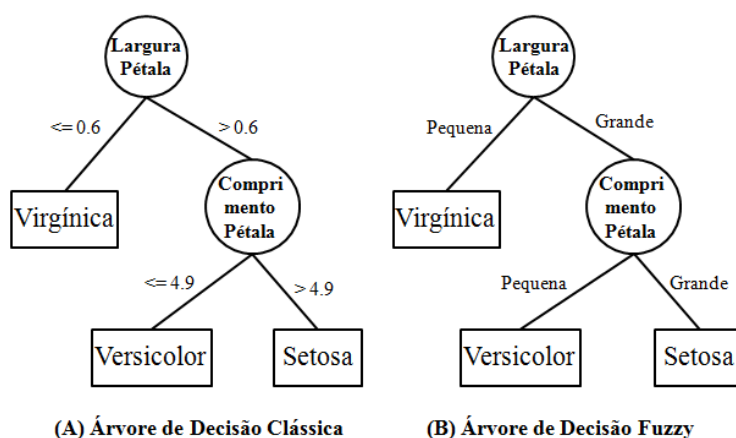 Largura
Pétala
<= 0.6
> 0.6
Virgínica
Compri
mento
Pétala
<= 4.9
> 4.9
Versicolor
Setosa
(A) Árvore de Decisão Clássica
Largura
Pétala
Pequena
Grande
Virgínica
Compri
mento
Pétala
Pequena
Grande
Versicolor
Setosa
(B) Árvore de Decisão Fuzzy